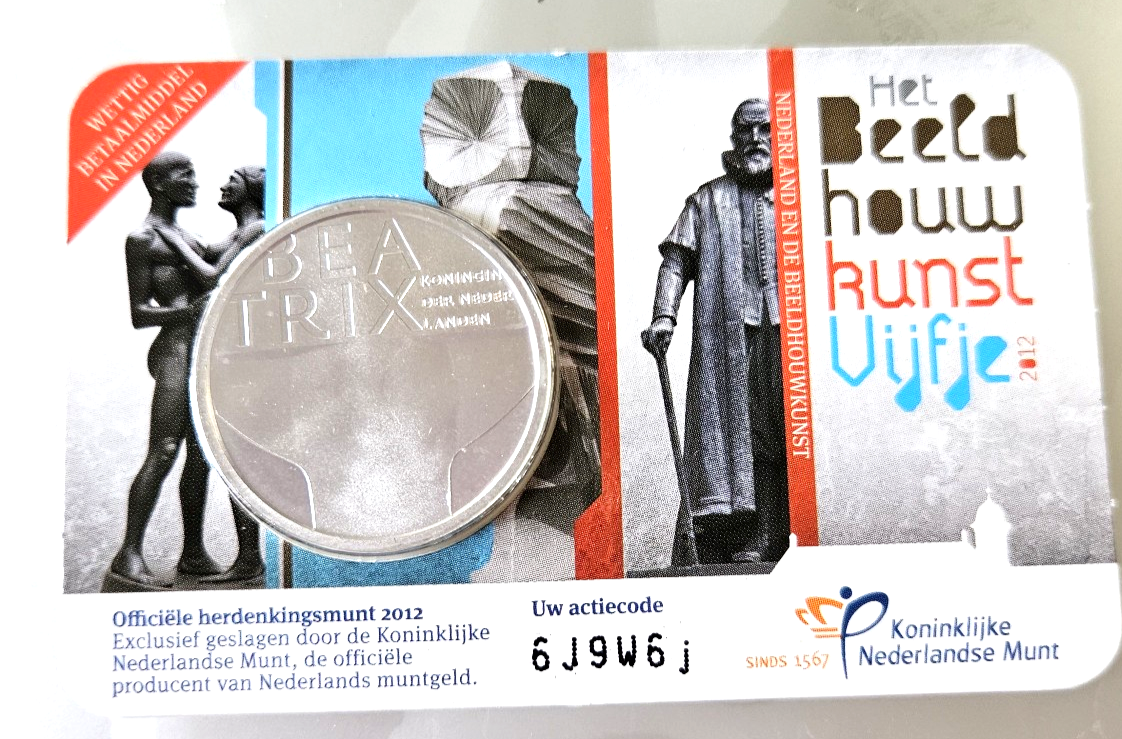 WETTIG
BETAALMIDDEL
IN NEDERLAND
BEA
TRIX
KONINGIN
DER NEDER
LANDEN
NEDERLAND EN DE BEELDHOUWKUNST
Het
Beeld
houw
kunst
Vijfje
2012
Officiële herdenkingsmunt 2012
Exclusief geslagen door de Koninklijke
Nederlandse Munt, de officiële
producent van Nederlands muntgeld.
Uw actiecode
6J9W6j
SINDS 1567
Koninklijke
Nederlandse Munt